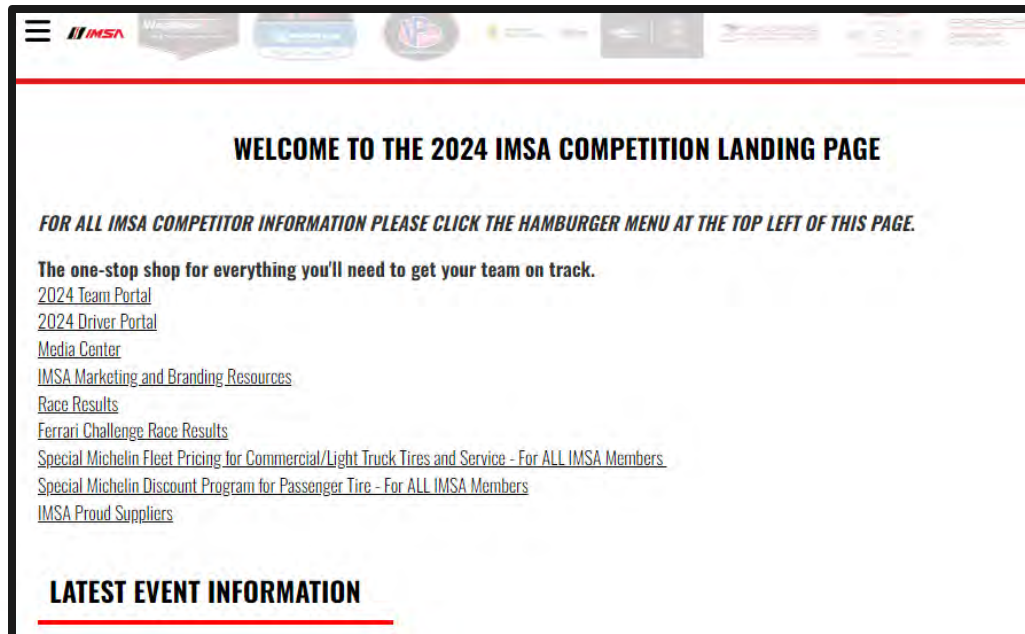 IMSA
WELCOME TO THE 2024 IMSA COMPETITION LANDING PAGE
FOR ALL IMSA COMPETITOR INFORMATION PLEASE CLICK THE HAMBURGER MENU AT THE TOP LEFT OF THIS PAGE.
The one-stop shop for everything you'll need to get your team on track.
2024 Team Portal
2024 Driver Portal
Media Center
IMSA Marketing and Branding Resources
Race Results
Ferrari Challenge Race Results
Special Michelin Fleet Pricing for Commercial/Light Truck Tires and Service - For ALL IMSA Members
Special Michelin Discount Program for Passenger Tire - For ALL IMSA Members
IMSA Proud Suppliers
LATEST EVENT INFORMATION